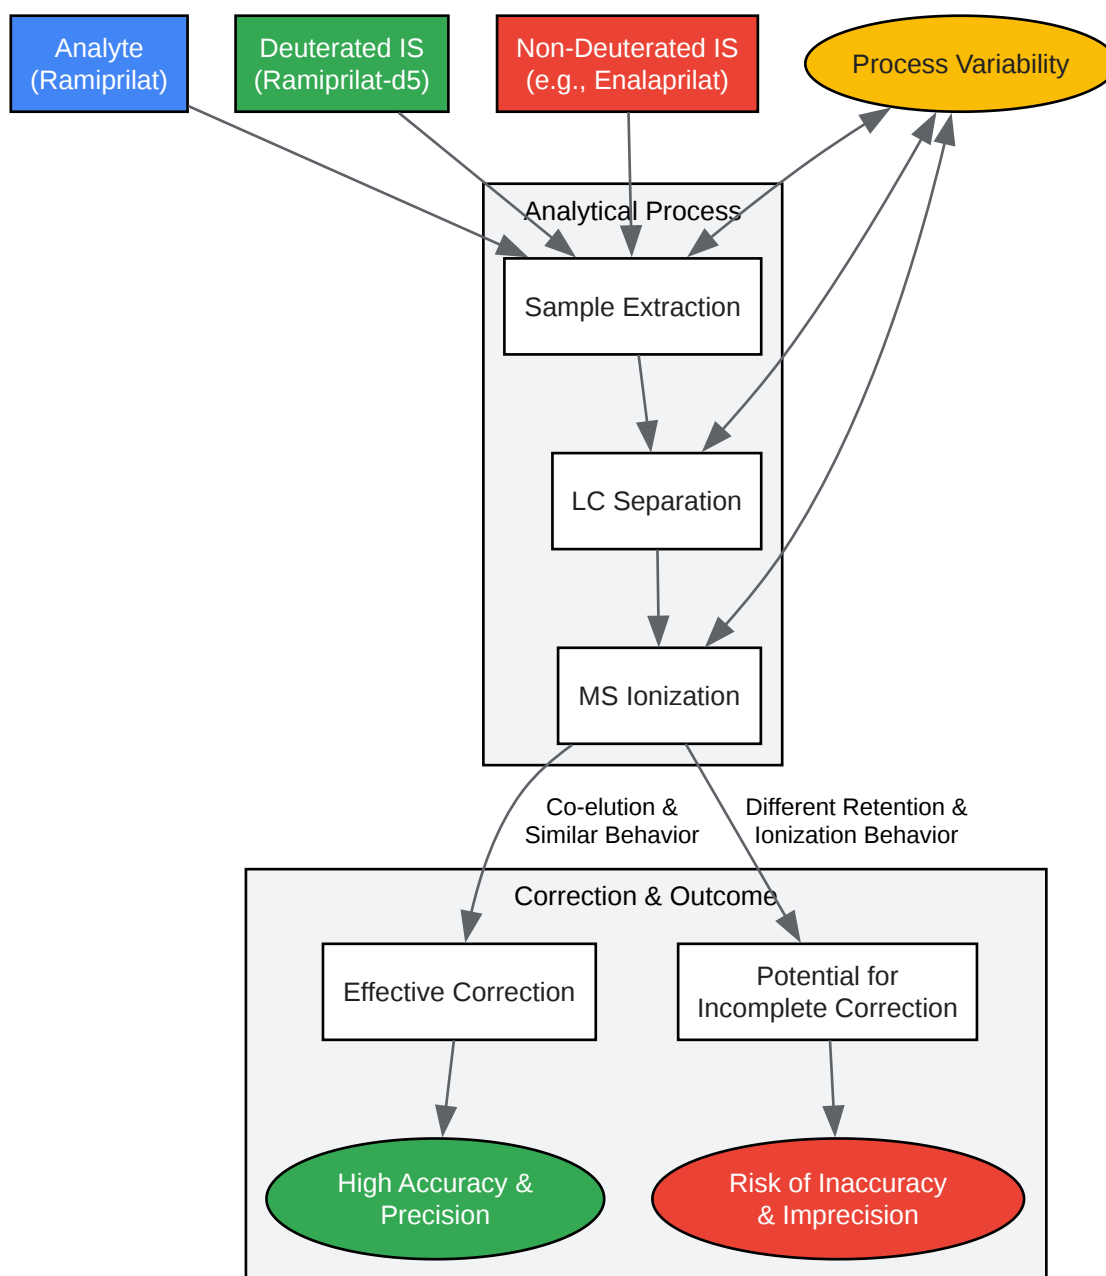 Analyte
(Ramiprilat)
Deuterated IS
(Ramiprilat-d5)
Non-Deuterated IS
(e.g., Enalaprilat)
Process Variability
Analytical Process
Sample Extraction
LC Separation
MS Ionization
Co-elution &
Similar Behavior
Different Retention &
Ionization Behavior
Correction & Outcome
Effective Correction
Potential for
Incomplete Correction
High Accuracy &
Precision
Risk of Inaccuracy
& Imprecision